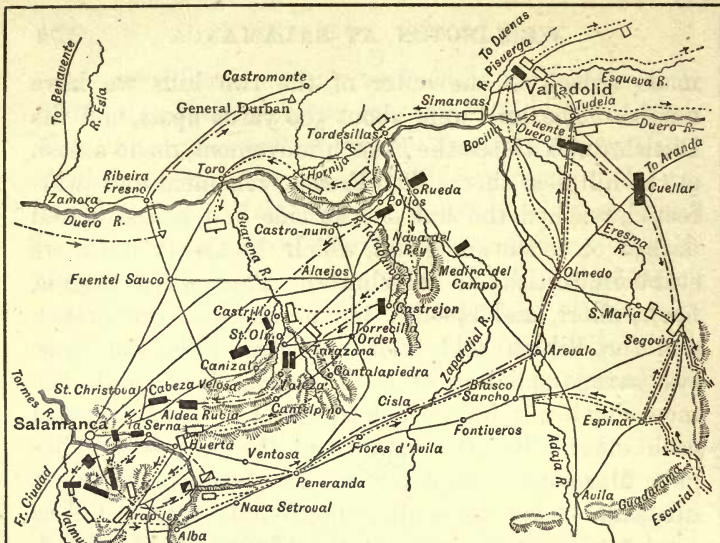 To Benavente
R. Esla
Castromonte
General Durban
To Duenas
R. Pisuerga
Esqueva R.
Valladolid
Tudela
Simancas
Duero R.
Bocilla
Puente
Duero
Tordesillas
Hornija
Toro
Ribeira
Fresno
Zamora
Duero R.
To Aranda
Cuellar
Rueda
Pollos
Castro-nuno
Guarena R.
Nava del
Rey
Medina del
Campo
Eresma
R.
Fuentel Sauco
Alaejos
Olmedo
S. Maria
Castrillo
Castrejon
St. Olmo
Torrecilla
Orden
Tarazona
Segovia
Canizal
Cantalapiedra
Zapardial R.
Arevalo
Tormes R.
St. Christoval
Cabeza Velosa
Valeza
Aldea Rubia
Cantelpino
Cisla
Blasco
Sancho
Salamanca
la Serna
Huerta
Fontiveros
Espinar
Ventosa
Flores d'Avila
Adaja R.
Fr. Ciudad
Peneranda
Avila
Guadarama
Escurial
Nava Setroval
Arapiles
Alba